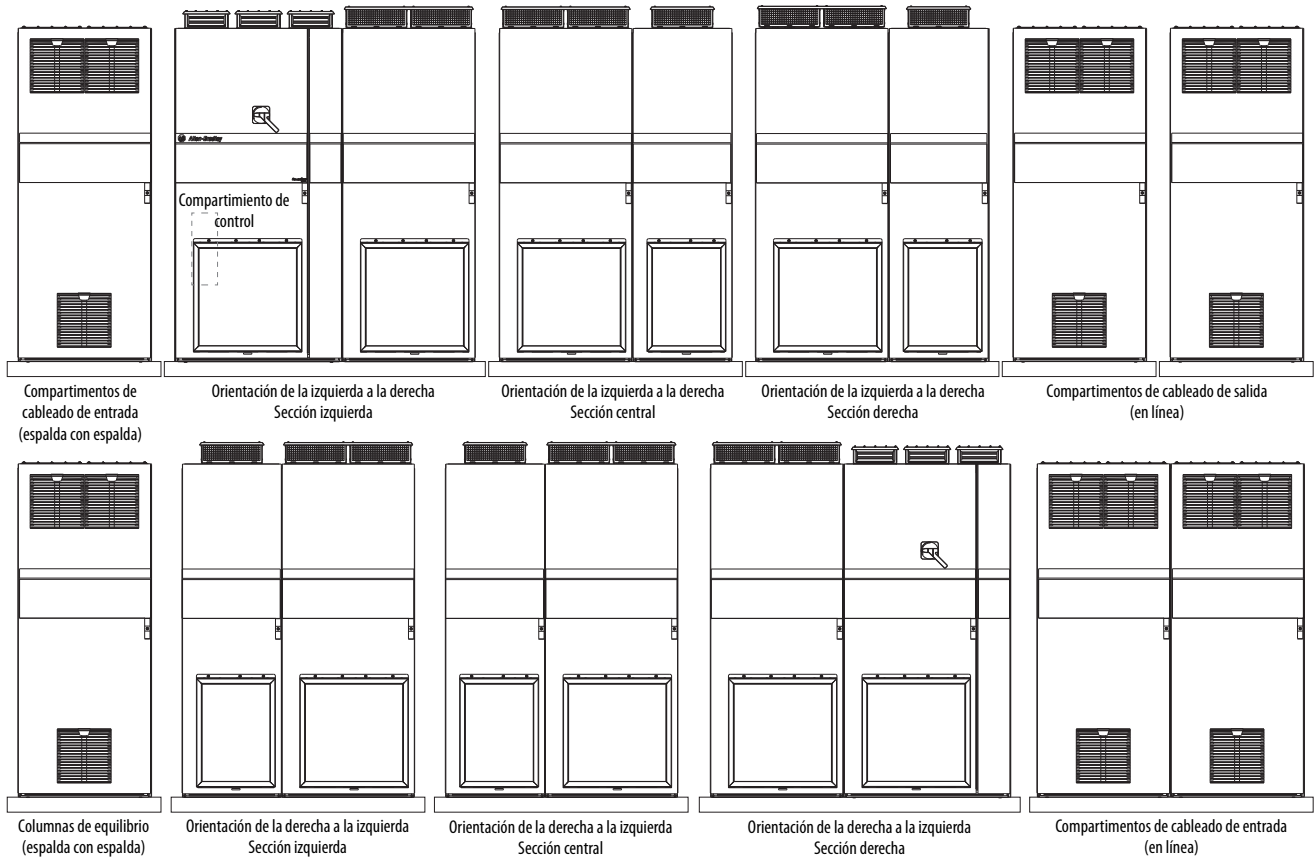 Allen-Bradley
Compartimiento de
control
Compartimentos de
cableado de entrada
(espalda con espalda)
Orientación de la izquierda a la derecha
Sección izquierda
Orientación de la izquierda a la derecha
Sección central
Orientación de la izquierda a la derecha
Sección derecha
Compartimentos de cableado de salida
(en línea)
Columnas de equilibrio
(espalda con espalda)
Orientación de la derecha a la izquierda
Sección izquierda
Orientación de la derecha a la izquierda
Sección central
Orientación de la derecha a la izquierda
Sección derecha
Compartimentos de cableado de entrada
(en línea)